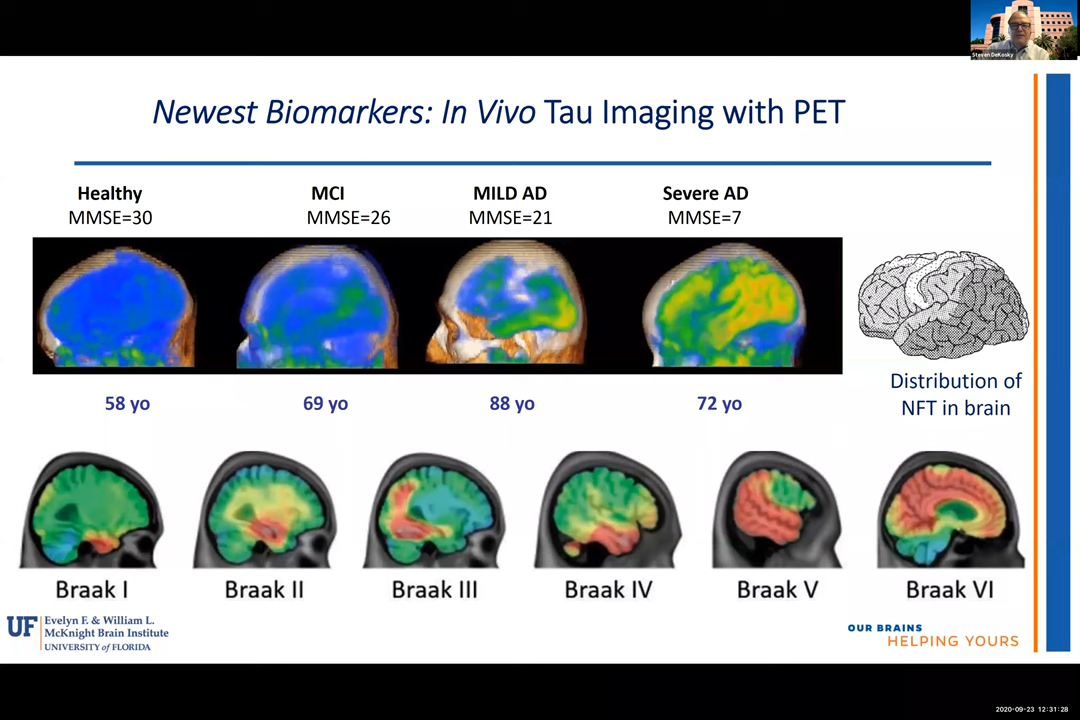 Steven DeKosky
Newest Biomarkers: In Vivo Tau Imaging with PET
Healthy
MMSE=30
MCI
MMSE=26
MILD AD
MMSE=21
Severe AD
MMSE=7
58 yo
69 yo
88 yo
72 yo
Distribution of
NFT in brain
Braak I
Braak II
Braak III
Braak IV
Braak V
Braak VI
UF
Evelyn F. & William L.
McKnight Brain Institute
UNIVERSITY of FLORIDA
OUR BRAINS
HELPING YOURS
2020-09-23 12:31:28